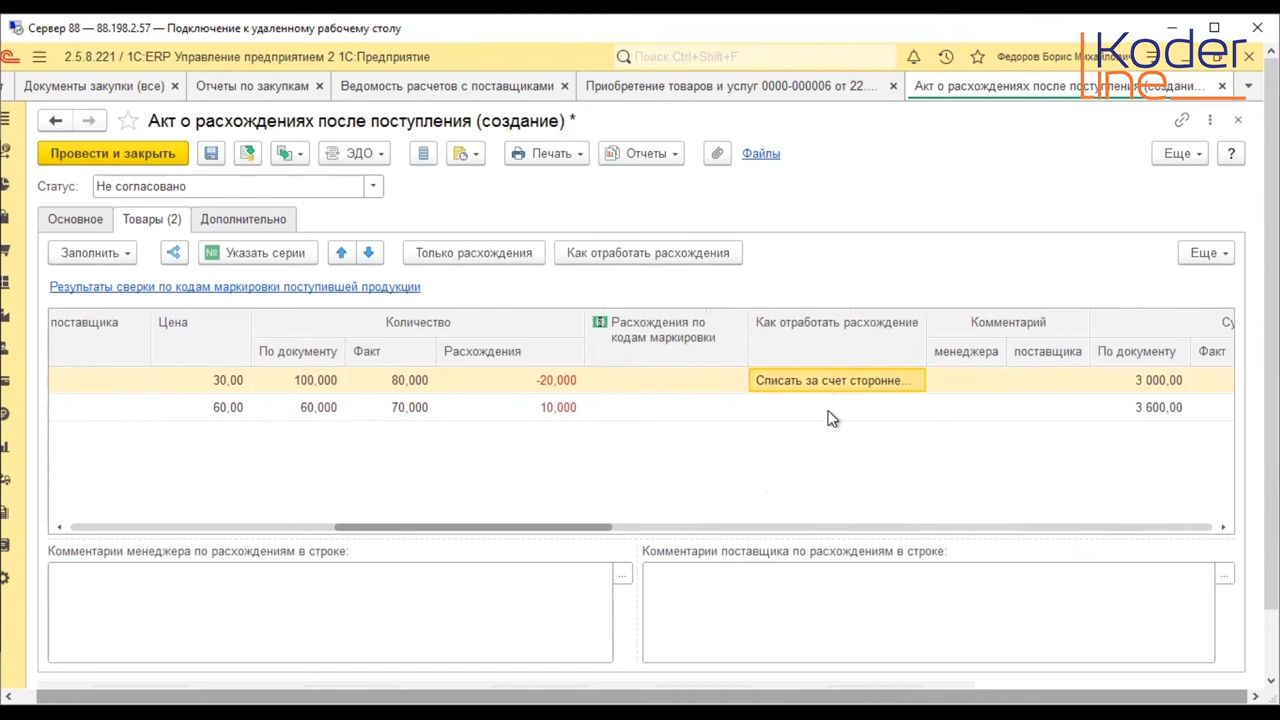 Сервер 88 — 88.198.2.57 — Подключение к удаленному рабочему столу
Koder
line
2.5.8.221 / 1С:ERP Управление предприятием 2 1С:Предприятие
Поиск Ctrl+Shift+F
Федоров Борис Михайлович
Документы закупки (все)
Отчеты по закупкам
Ведомость расчетов с поставщиками
Приобретение товаров и услуг 0000-000006 от 22....
Акт о расхождениях после поступления (создани...
Акт о расхождениях после поступления (создание) *
Провести и закрыть
ЭДО
Печать
Отчеты
Файлы
Еще
?
Статус:
Не согласовано
Основное
Товары (2)
Дополнительно
Заполнить
№
Указать серии
Только расхождения
Как отработать расхождения
Еще
Результаты сверки по кодам маркировки поступившей продукции
поставщика
Цена
Количество
Расхождения по
кодам маркировки
Как отработать расхождение
Комментарий
Су
По документу
Факт
Расхождения
менеджера
поставщика
По документу
Факт
30,00
100,000
80,000
-20,000
Списать за счет сторонне...
3 000,00
60,00
60,000
70,000
10,000
3 600,00
Комментарии менеджера по расхождениям в строке:
Комментарии поставщика по расхождениям в строке:
...
...